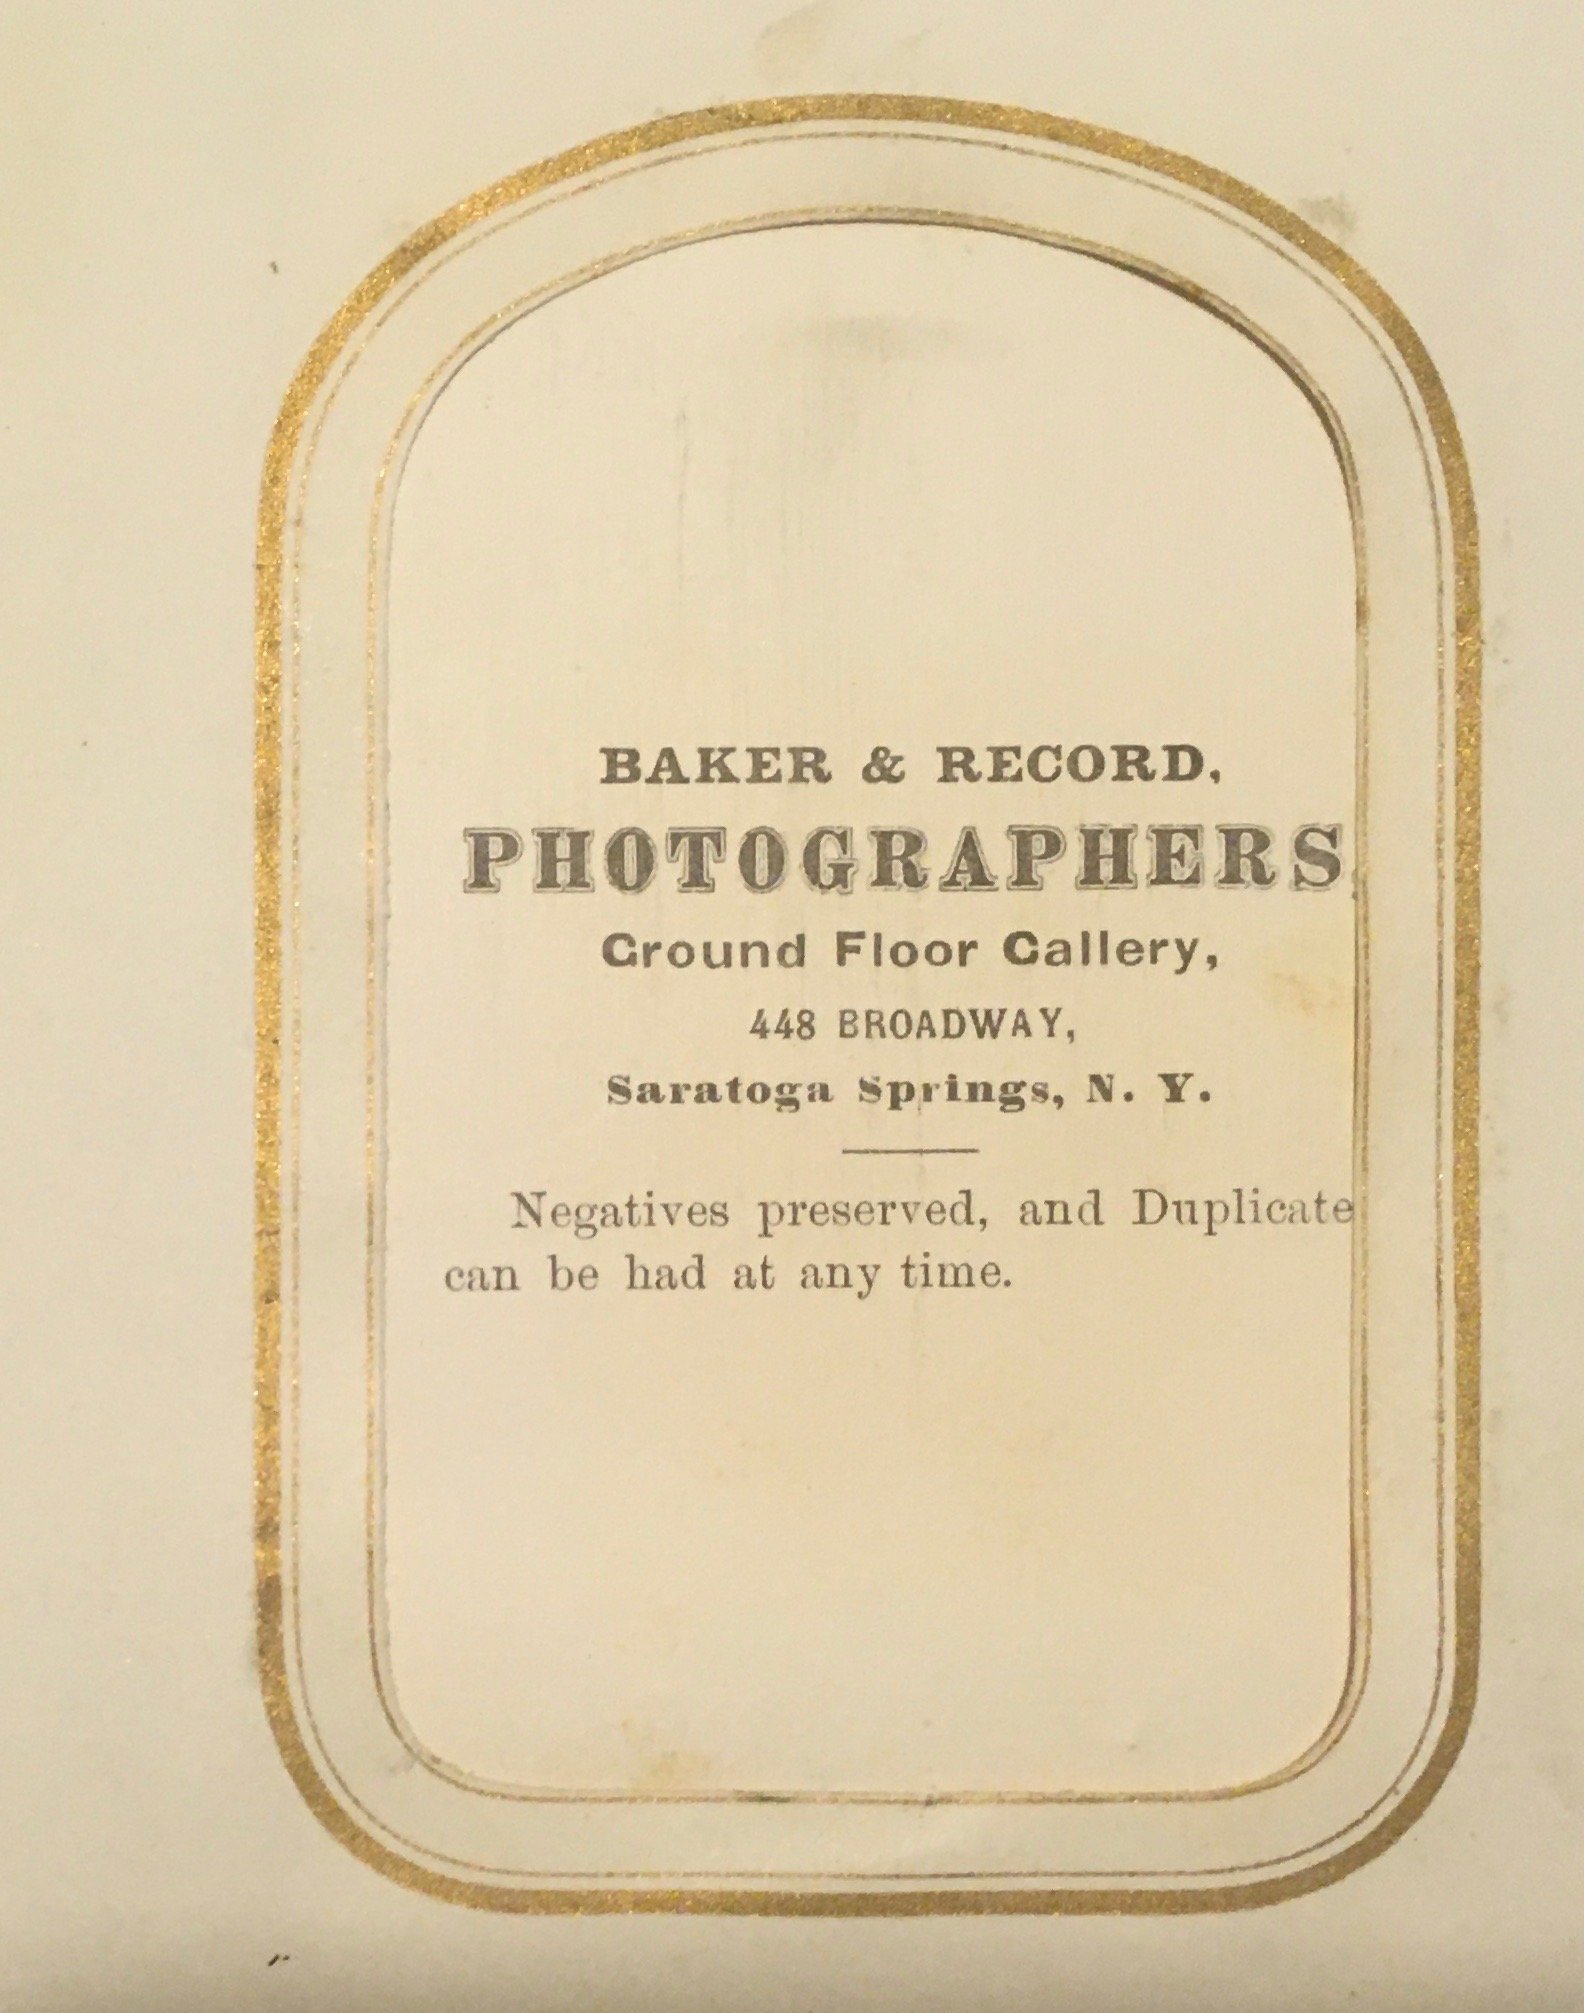 BAKER & RECORD,
PHOTOGRAPHERS
Ground Floor Gallery,
448 BROADWAY,
Saratoga Springs, N. Y.
Negatives preserved, and Duplicate
can be had at any time.